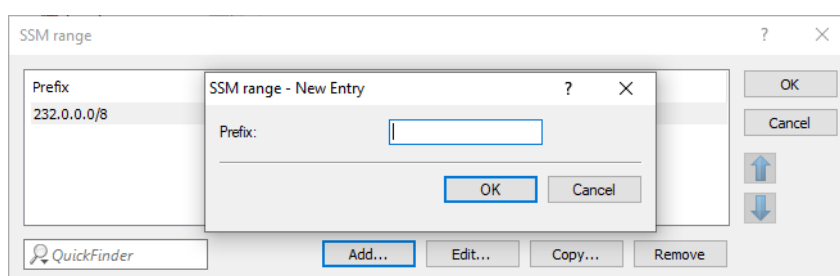 SSM range ?
Prefix
232.0.0.0/8
SSM range - New Entry ?
Prefix:
OK Cancel
OK
Cancel
QuickFinder Add... Edit... Copy... Remove